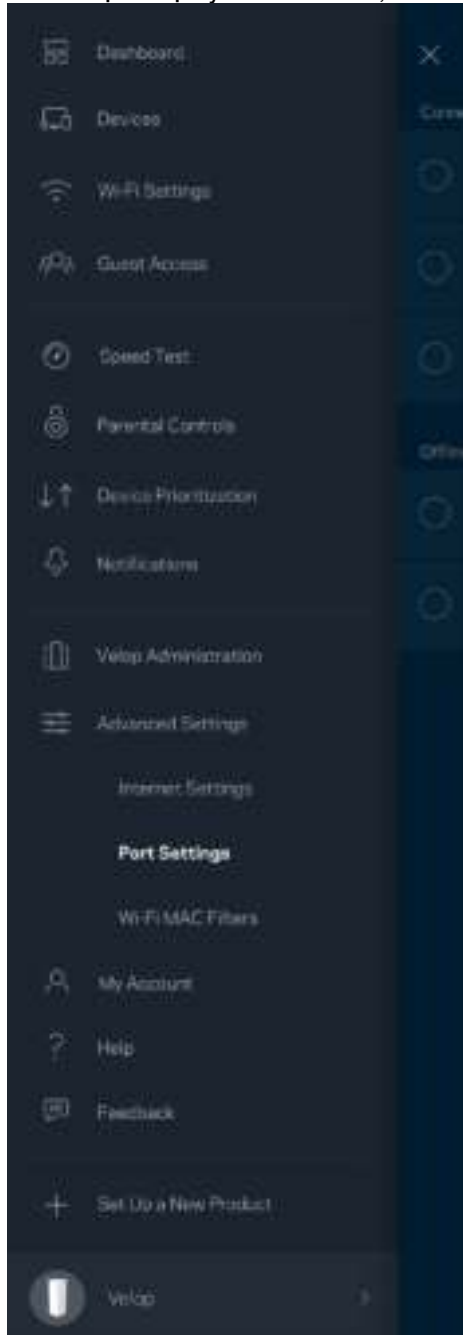 Dashboard
Devices
Wi-Fi Settings
Guest Access
Speed Test
Parental Controls
Device Prioritization
Notifications
Velop Administration
Advanced Settings
Internet Settings
Port Settings
Wi-Fi MAC Filters
My Account
Help
Feedback
Set Up a New Product
Velop